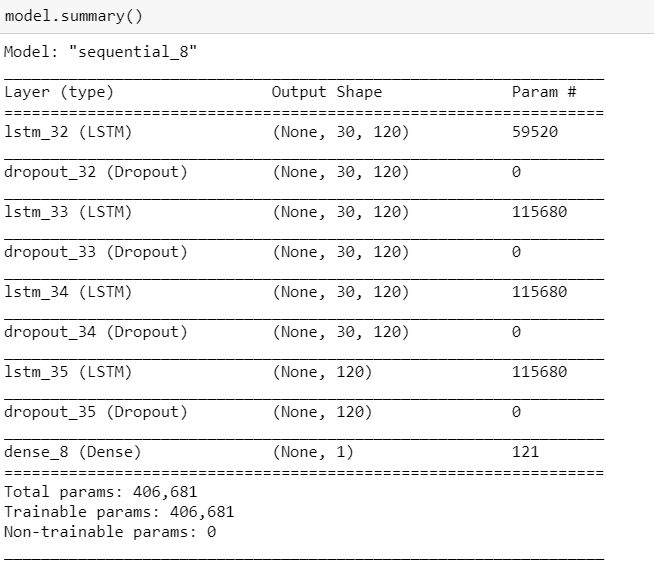 model.summary()
Model: "sequential_8"
Layer (type) Output Shape Param #
lstm_32 (LSTM) (None, 30, 120) 59520
dropout_32 (Dropout) (None, 30, 120) 0
lstm_33 (LSTM) (None, 30, 120) 115680
dropout_33 (Dropout) (None, 30, 120) 0
lstm_34 (LSTM) (None, 30, 120) 115680
dropout_34 (Dropout) (None, 30, 120) 0
lstm_35 (LSTM) (None, 120) 115680
dropout_35 (Dropout) (None, 120) 0
dense_8 (Dense) (None, 1) 121
Total params: 406,681
Trainable params: 406,681
Non-trainable params: 0